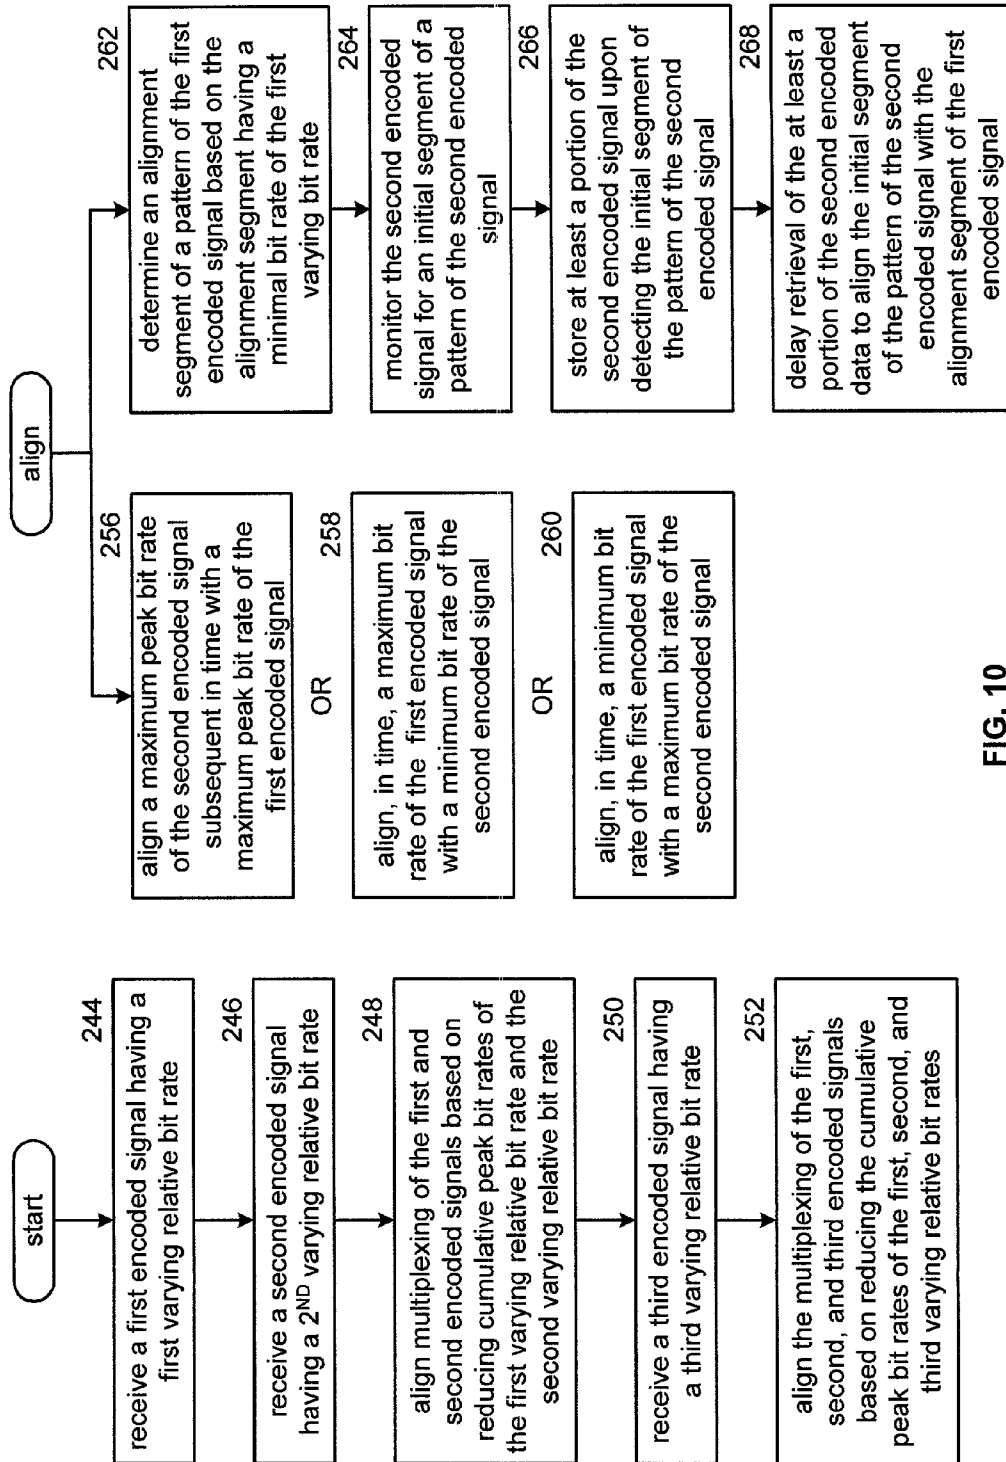 start
244
receive a first encoded signal having a
first varying relative bit rate
246
receive a second encoded signal
having a 2ND varying relative bit rate
248
align multiplexing of the first and
second encoded signals based on
reducing cumulative peak bit rates of
the first varying relative bit rate and the
second varying relative bit rate
250
receive a third encoded signal having
a third varying relative bit rate
252
align the multiplexing of the first,
second, and third encoded signals
based on reducing the cumulative
peak bit rates of the first, second, and
third varying relative bit rates
align
256
align a maximum peak bit rate
of the second encoded signal
subsequent in time with a
maximum peak bit rate of the
first encoded signal
OR
258
align, in time, a maximum bit
rate of the first encoded signal
with a minimum bit rate of the
second encoded signal
OR
260
align, in time, a minimum bit
rate of the first encoded signal
with a maximum bit rate of the
second encoded signal
262
determine an alignment
segment of a pattern of the first
encoded signal based on the
alignment segment having a
minimal bit rate of the first
varying bit rate
264
monitor the second encoded
signal for an initial segment of a
pattern of the second encoded
signal
266
store at least a portion of the
second encoded signal upon
detecting the initial segment of
the pattern of the second
encoded signal
268
delay retrieval of the at least a
portion of the second encoded
data to align the initial segment
of the pattern of the second
encoded signal with the
alignment segment of the first
encoded signal
FIG. 10